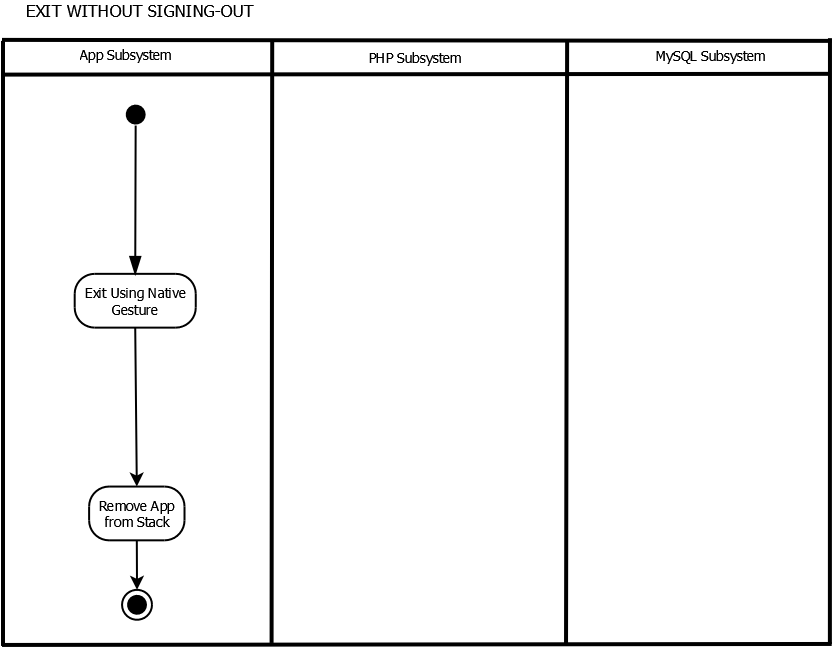 EXIT WITHOUT SIGNING-OUT
App Subsystem
PHP Subsystem
MySQL Subsystem
Exit Using Native
Gesture
Remove App
from Stack